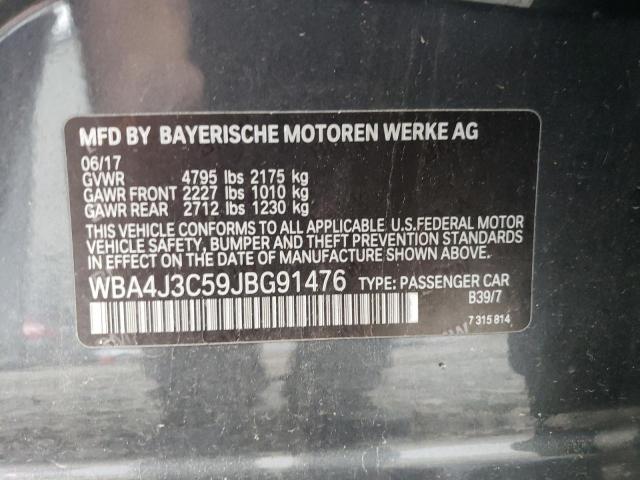 MFD BY BAYERISCHE MOTOREN WERKE AG
06/17
GVWR 4795 lbs 2175 kg
GAWR FRONT 2227 lbs 1010 kg
GAWR REAR 2712 lbs 1230 kg
THIS VEHICLE CONFORMS TO ALL APPLICABLE U.S.FEDERAL MOTOR
VEHICLE SAFETY, BUMPER AND THEFT PREVENTION STANDARDS
IN EFFECT ON THE DATE OF MANUFACTURE SHOWN ABOVE.
WBA4J3C59JBG91476 TYPE: PASSENGER CAR
B39/7
7 315 814